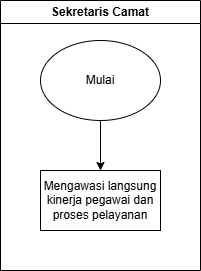 Sekretaris Camat
Mulai
Mengawasi langsung
kinerja pegawai dan
proses pelayanan